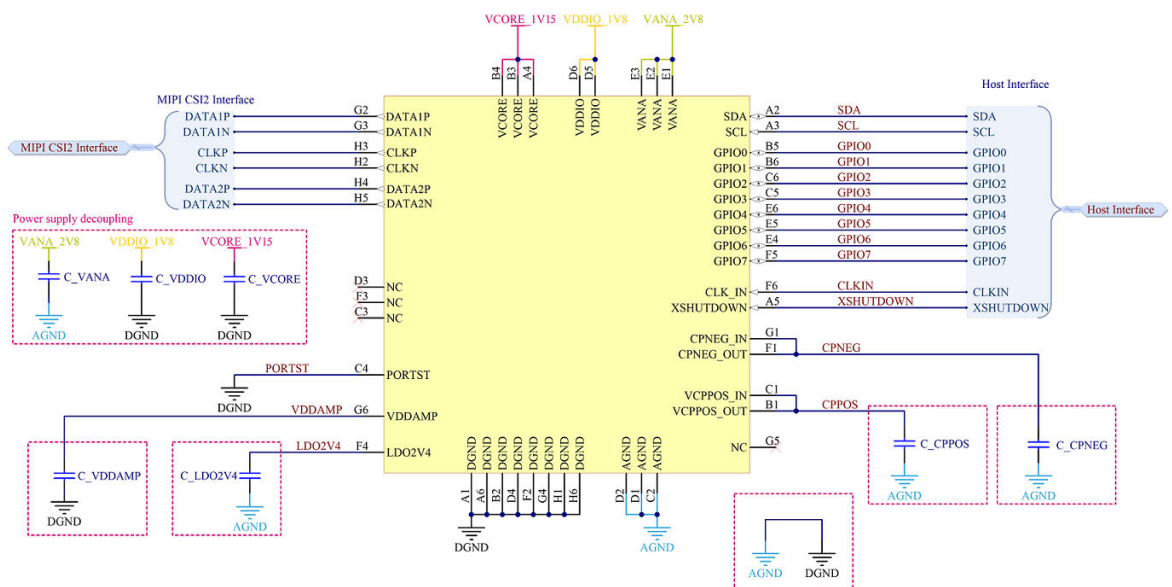 VCORE_1V15 VDDIO_1V8 VANA_2V8
B4 B3 A4 D6 D5 E3 E2 E1
VCORE VCORE VCORE VDDIO VDDIO VANA VANA VANA
MIPI CSI2 Interface
MIPI CSI2 Interface
DATA1P G2 DATA1P
DATA1N G3 DATA1N
CLKP H3 CLKP
CLKN H2 CLKN
DATA2P H4 DATA2P
DATA2N H5 DATA2N
Host Interface
SDA A2 SDA SDA
SCL A3 SCL SCL
GPIO0 B5 GPIO0 GPIO0
GPIO1 B6 GPIO1 GPIO1
GPIO2 C6 GPIO2 GPIO2
GPIO3 C5 GPIO3 GPIO3
GPIO4 E6 GPIO4 GPIO4
GPIO5 E5 GPIO5 GPIO5
GPIO6 E4 GPIO6 GPIO6
GPIO7 F5 GPIO7 GPIO7
CLK_IN F6 CLKIN CLKIN
XSHUTDOWN A5 XSHUTDOWN XSHUTDOWN
Host Interface
Power supply decoupling
VANA_2V8 VDDIO_1V8 VCORE_1V15
C_VANA C_VDDIO C_VCORE
AGND DGND DGND
D3 NC
F3 NC
C3 NC
PORTST C4 PORTST
DGND
VDDAMP G6 VDDAMP
LDO2V4 F4 LDO2V4
C_VDDAMP C_LDO2V4
DGND AGND
CPNEG_IN G1
CPNEG_OUT F1 CPNEG
VCPPOS_IN C1
VCPPOS_OUT B1 CPPOS
NC G5
C_CPPOS C_CPNEG
AGND AGND
DGND DGND DGND DGND DGND DGND DGND DGND AGND AGND AGND
A1 A6 B2 D4 F2 G4 H1 H6 D2 D1 C2
DGND AGND
AGND DGND